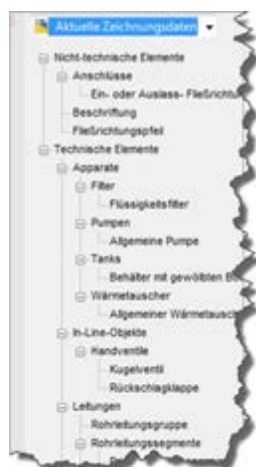 Aktuelle Zeichnungsdaten
Nicht-technische Elemente
Anschlüsse
Ein- oder Auslass- Fließrichtu
Beschriftung
Fließrichtungspfeil
Technische Elemente
Apparate
Filter
Flüssigkeitsfilter
Pumpen
Allgemeine Pumpe
Tanks
Behälter mit gewölbten B
Wärmetauscher
Allgemeiner Wärmetausch
In-Line-Objekte
Handventile
Kugelventil
Rückschlagklappe
Leitungen
Rohrleitungsgruppe
Rohrleitungssegmente